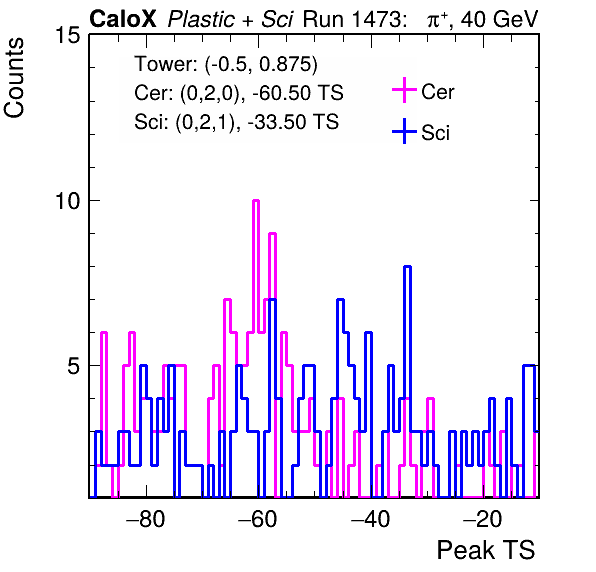 CaloX Plastic + Sci Run 1473: π⁺, 40 GeV
Counts
15
10
5
Tower: (-0.5, 0.875)
Cer: (0,2,0), -60.50 TS
Sci: (0,2,1), -33.50 TS
Cer
Sci
−80 −60 −40 −20
Peak TS